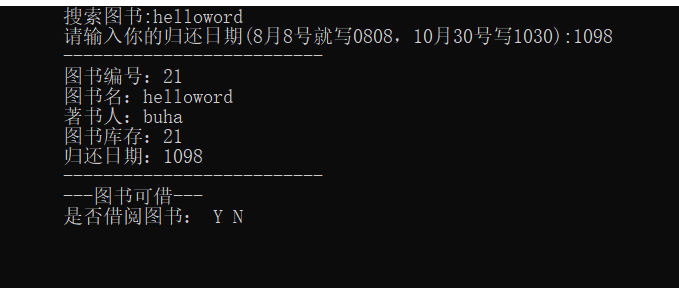 搜索图书:helloword
请输入你的归还日期(8月8号就写0808，10月30号写1030):1098
--------------------------
图书编号：21
图书名：helloword
著书人：buha
图书库存：21
归还日期：1098
--------------------------
---图书可借---
是否借阅图书： Y N